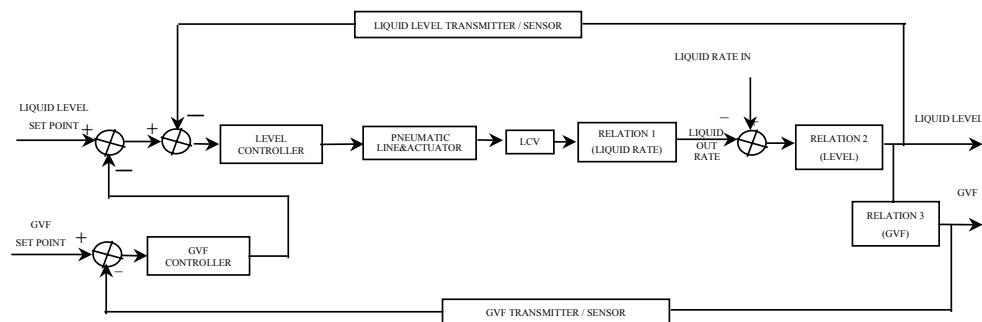 LIQUID LEVEL TRANSMITTER / SENSOR
LIQUID RATE IN
LIQUID LEVEL
SET POINT
+
+
−
−
LEVEL
CONTROLLER
PNEUMATIC
LINE&ACTUATOR
LCV
RELATION 1
(LIQUID RATE)
LIQUID
OUT
RATE
−
+
RELATION 2
(LEVEL)
LIQUID LEVEL
GVF
SET POINT
+
−
GVF
CONTROLLER
RELATION 3
(GVF)
GVF
GVF TRANSMITTER / SENSOR